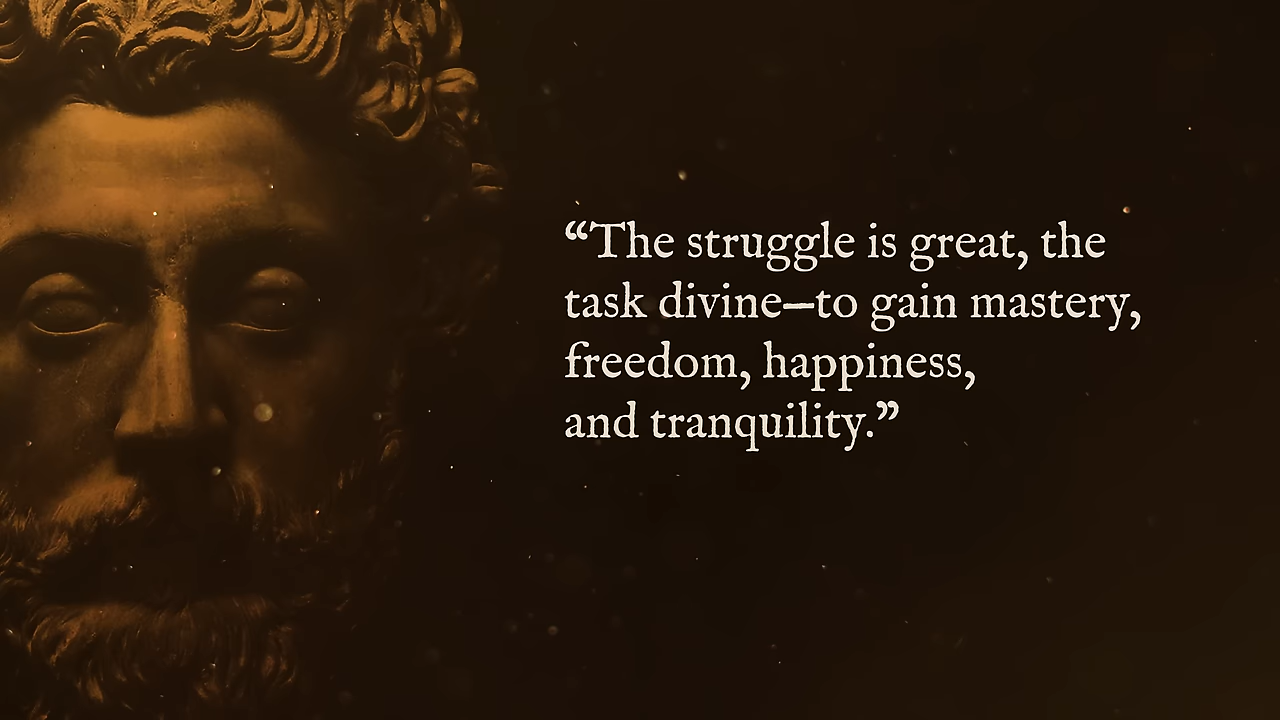 “The struggle is great, the
task divine—to gain mastery,
freedom, happiness,
and tranquility.”